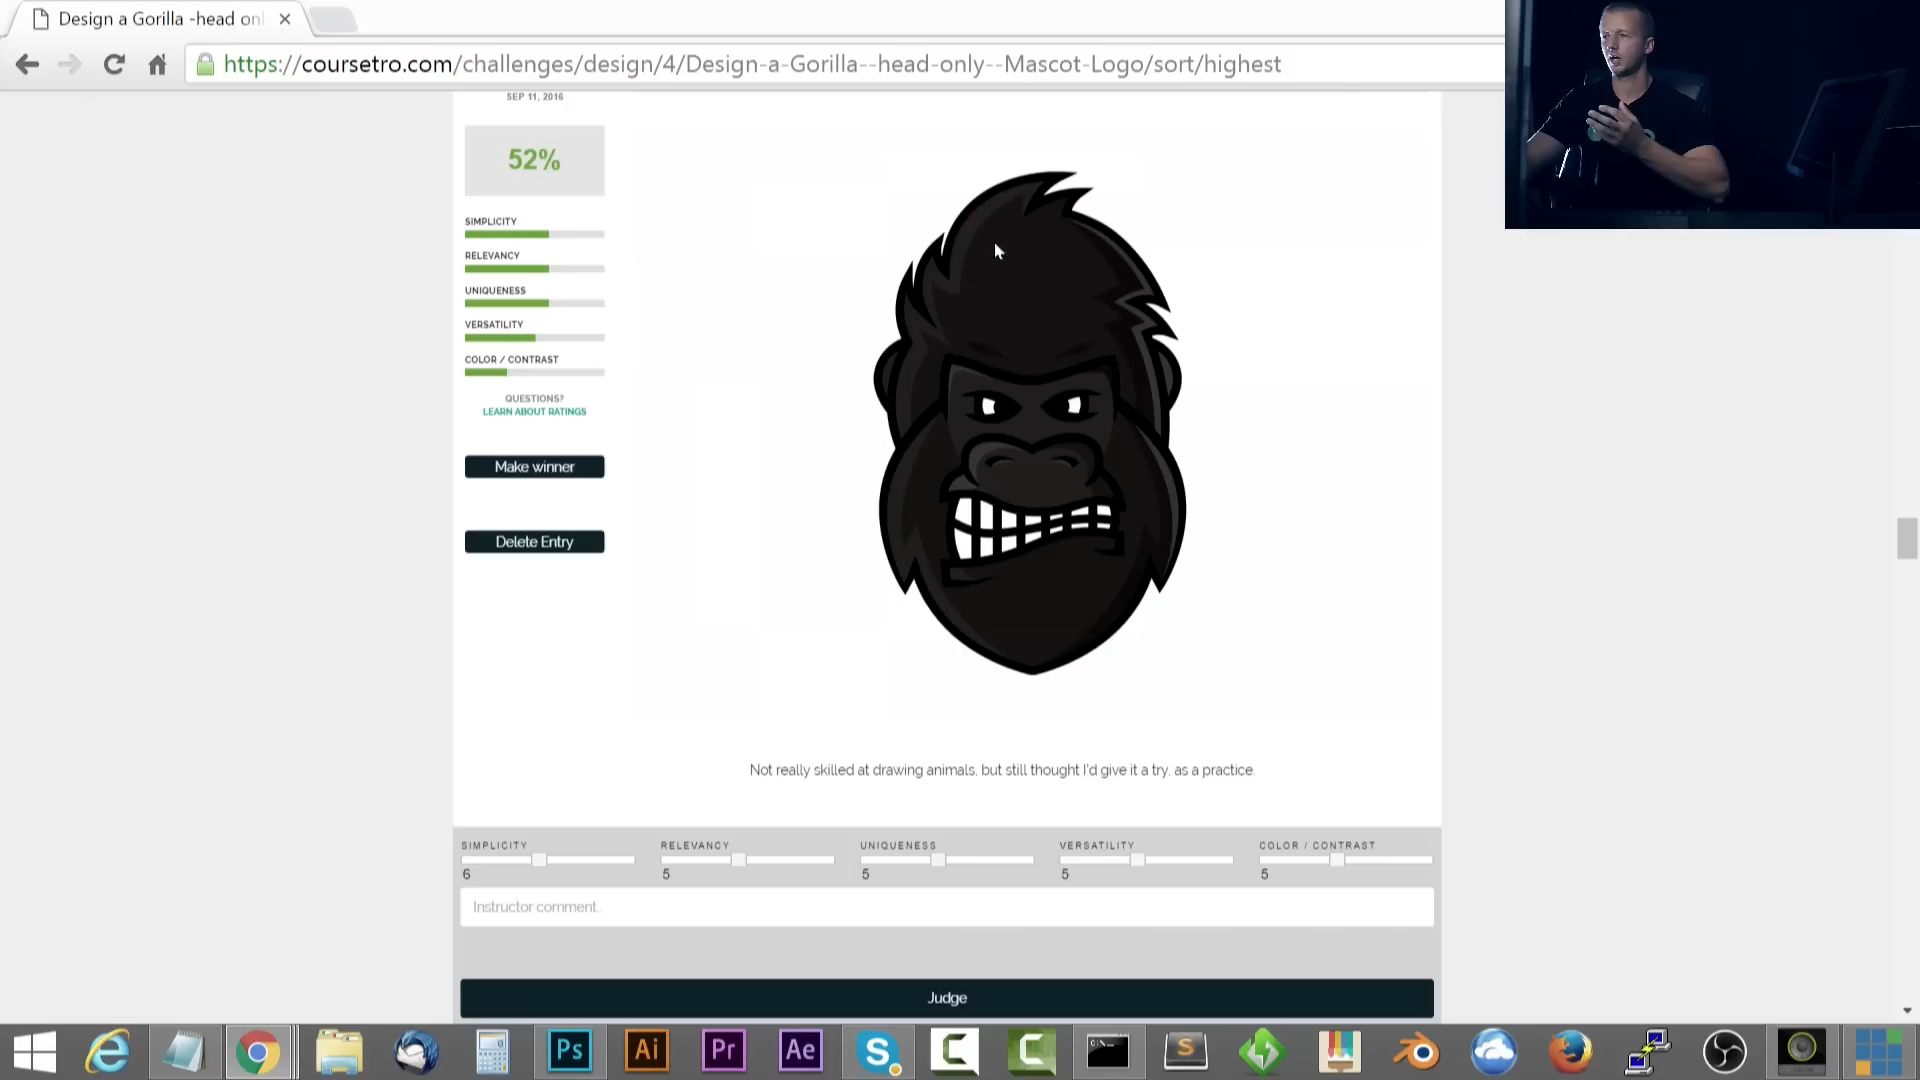 Design a Gorilla -head onl
https://coursetro.com/challenges/design/4/Design-a-Gorilla--head-only--Mascot-Logo/sort/highest
SEP 11, 2016
52%
SIMPLICITY
RELEVANCY
UNIQUENESS
VERSATILITY
COLOR / CONTRAST
QUESTIONS?
LEARN ABOUT RATINGS
Make winner
Delete Entry
Not really skilled at drawing animals, but still thought I'd give it a try, as a practice.
SIMPLICITY RELEVANCY UNIQUENESS VERSATILITY COLOR / CONTRAST
6 5 5 5 5
Instructor comment..
Judge
Ps Ai Pr Ae